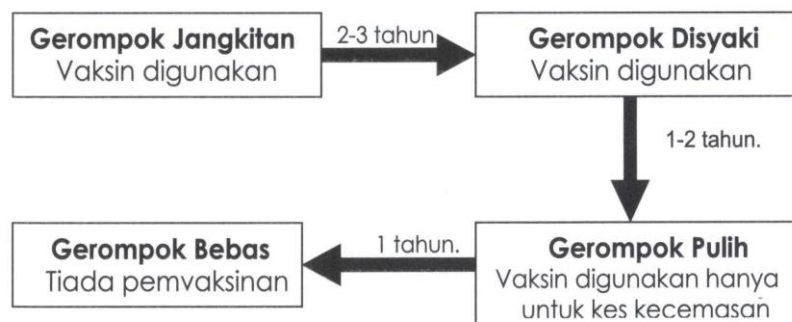 Gerompok Jangkitan
Vaksin digunakan
2-3 tahun
Gerompok Disyaki
Vaksin digunakan
1-2 tahun.
Gerompok Pulih
Vaksin digunakan hanya
untuk kes kecemasan
1 tahun.
Gerompok Bebas
Tiada pemvaksinan